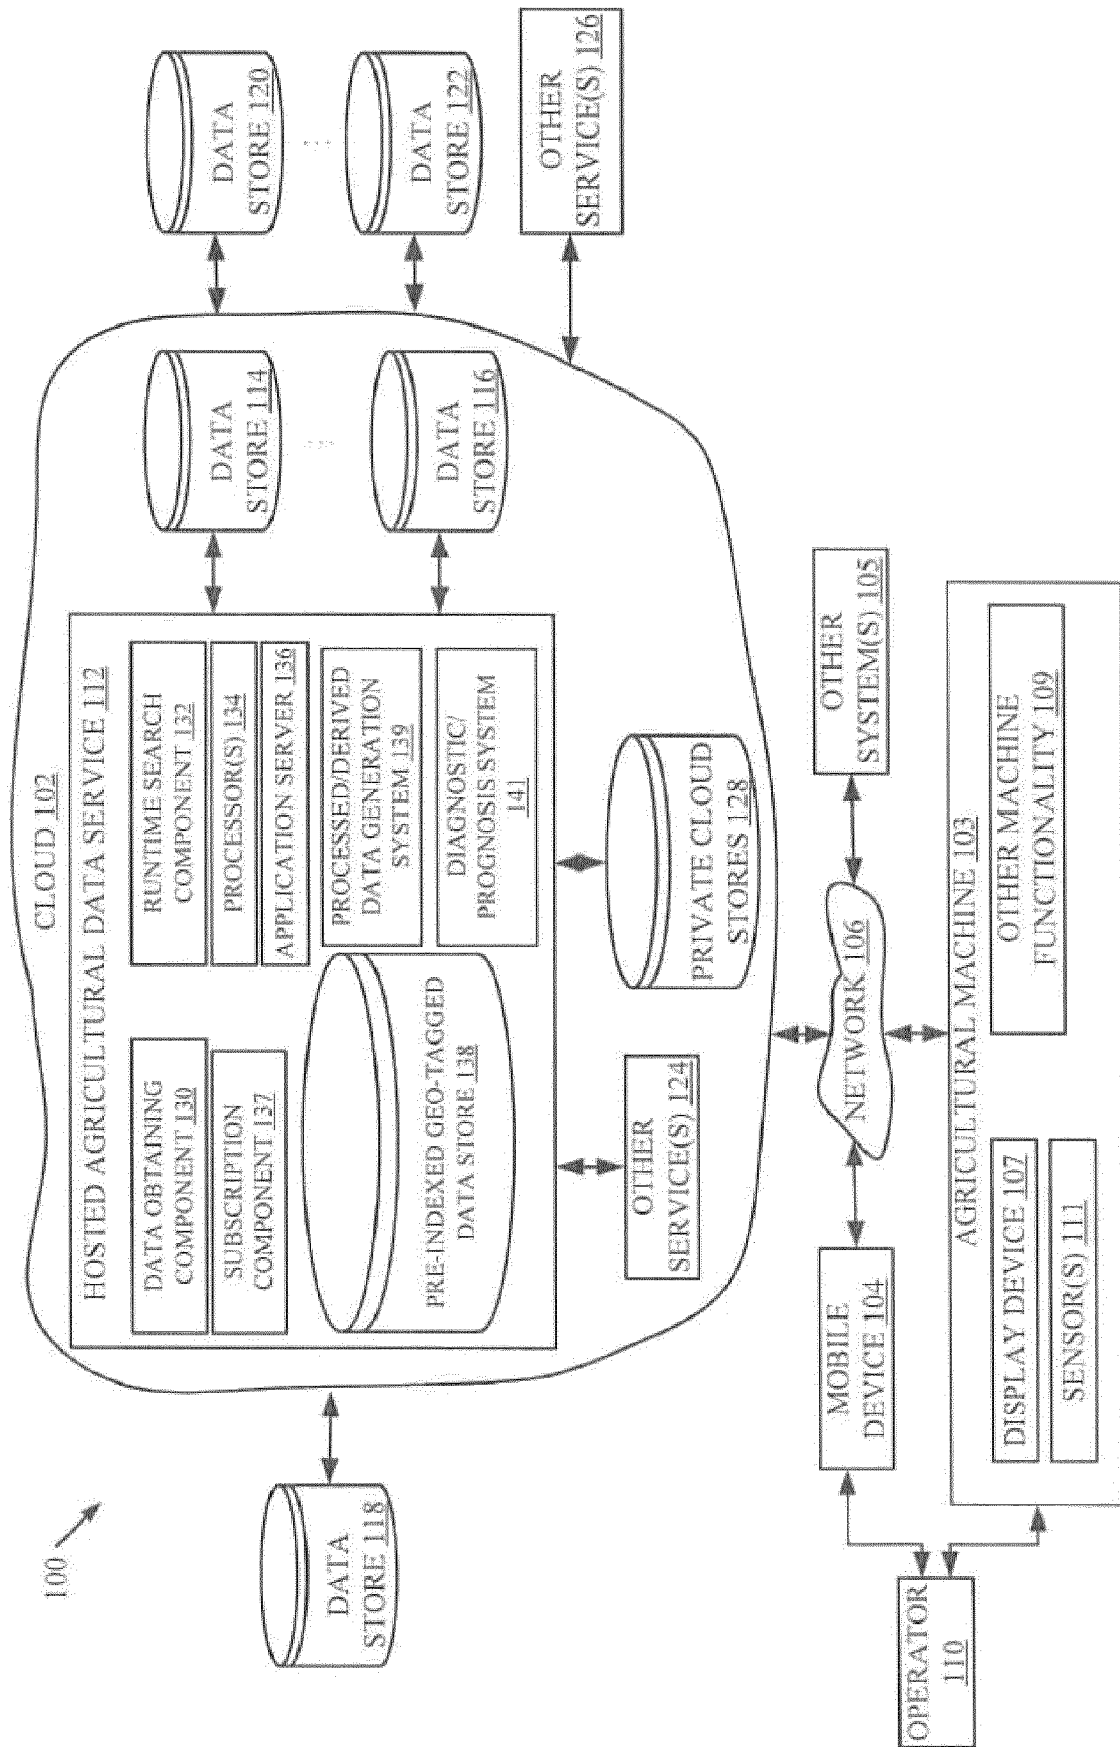 100
CLOUD 102
HOSTED AGRICULTURAL DATA SERVICE 112
DATA OBTAINING
COMPONENT 130
SUBSCRIPTION
COMPONENT 137
RUNTIME SEARCH
COMPONENT 132
PROCESSOR(S) 134
APPLICATION SERVER 136
PRE-INDEXED GEO-TAGGED
DATA STORE 138
PROCESSED/DERIVED
DATA GENERATION
SYSTEM 139
DIAGNOSTIC/
PROGNOSIS SYSTEM
141
DATA
STORE 118
DATA
STORE 114
DATA
STORE 116
DATA
STORE 120
DATA
STORE 122
OTHER
SERVICE(S) 126
OTHER
SERVICE(S) 124
PRIVATE CLOUD
STORES 128
MOBILE
DEVICE 104
NETWORK 106
OTHER
SYSTEM(S) 105
OPERATOR
110
AGRICULTURAL MACHINE 103
DISPLAY DEVICE 107
SENSOR(S) 111
OTHER MACHINE
FUNCTIONALITY 109